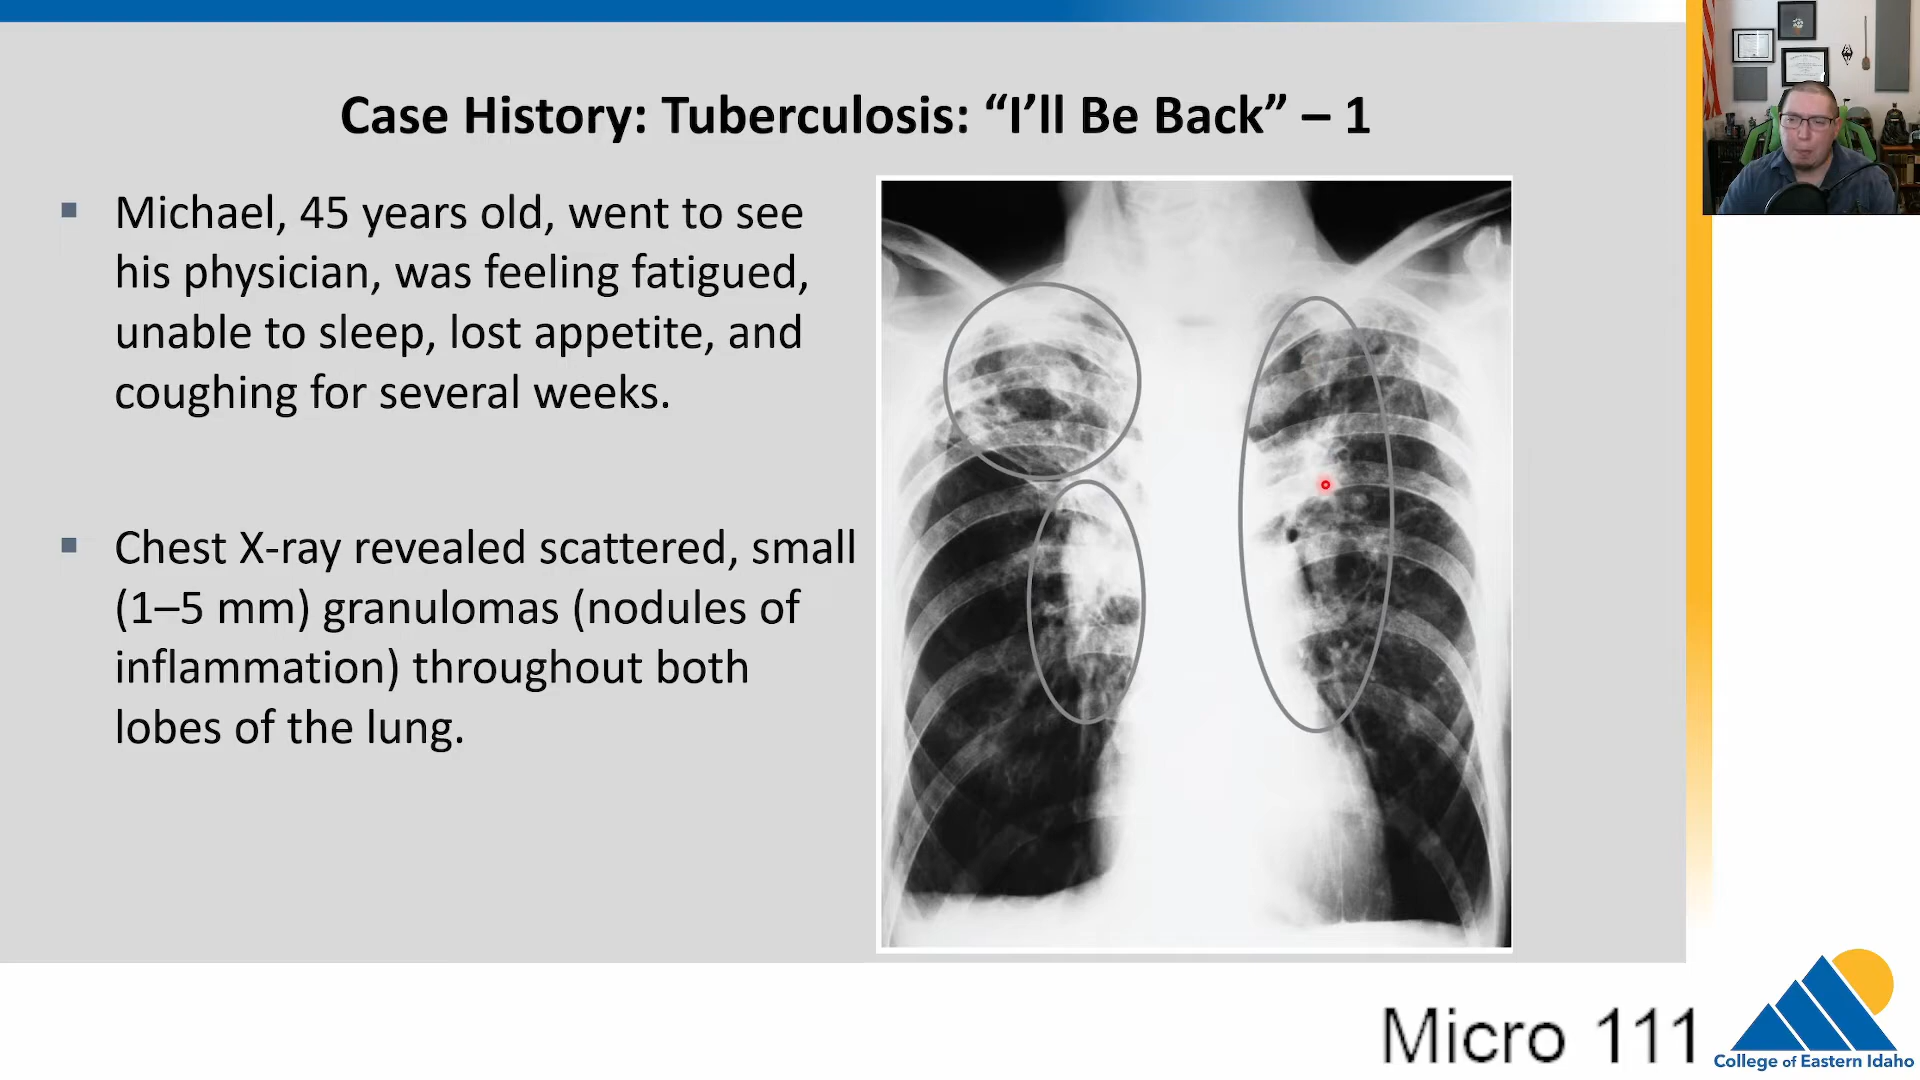 Case History: Tuberculosis: “I’ll Be Back” – 1
▪ Michael, 45 years old, went to see
his physician, was feeling fatigued,
unable to sleep, lost appetite, and
coughing for several weeks.
▪ Chest X-ray revealed scattered, small
(1–5 mm) granulomas (nodules of
inflammation) throughout both
lobes of the lung.
Micro 111
College of Eastern Idaho